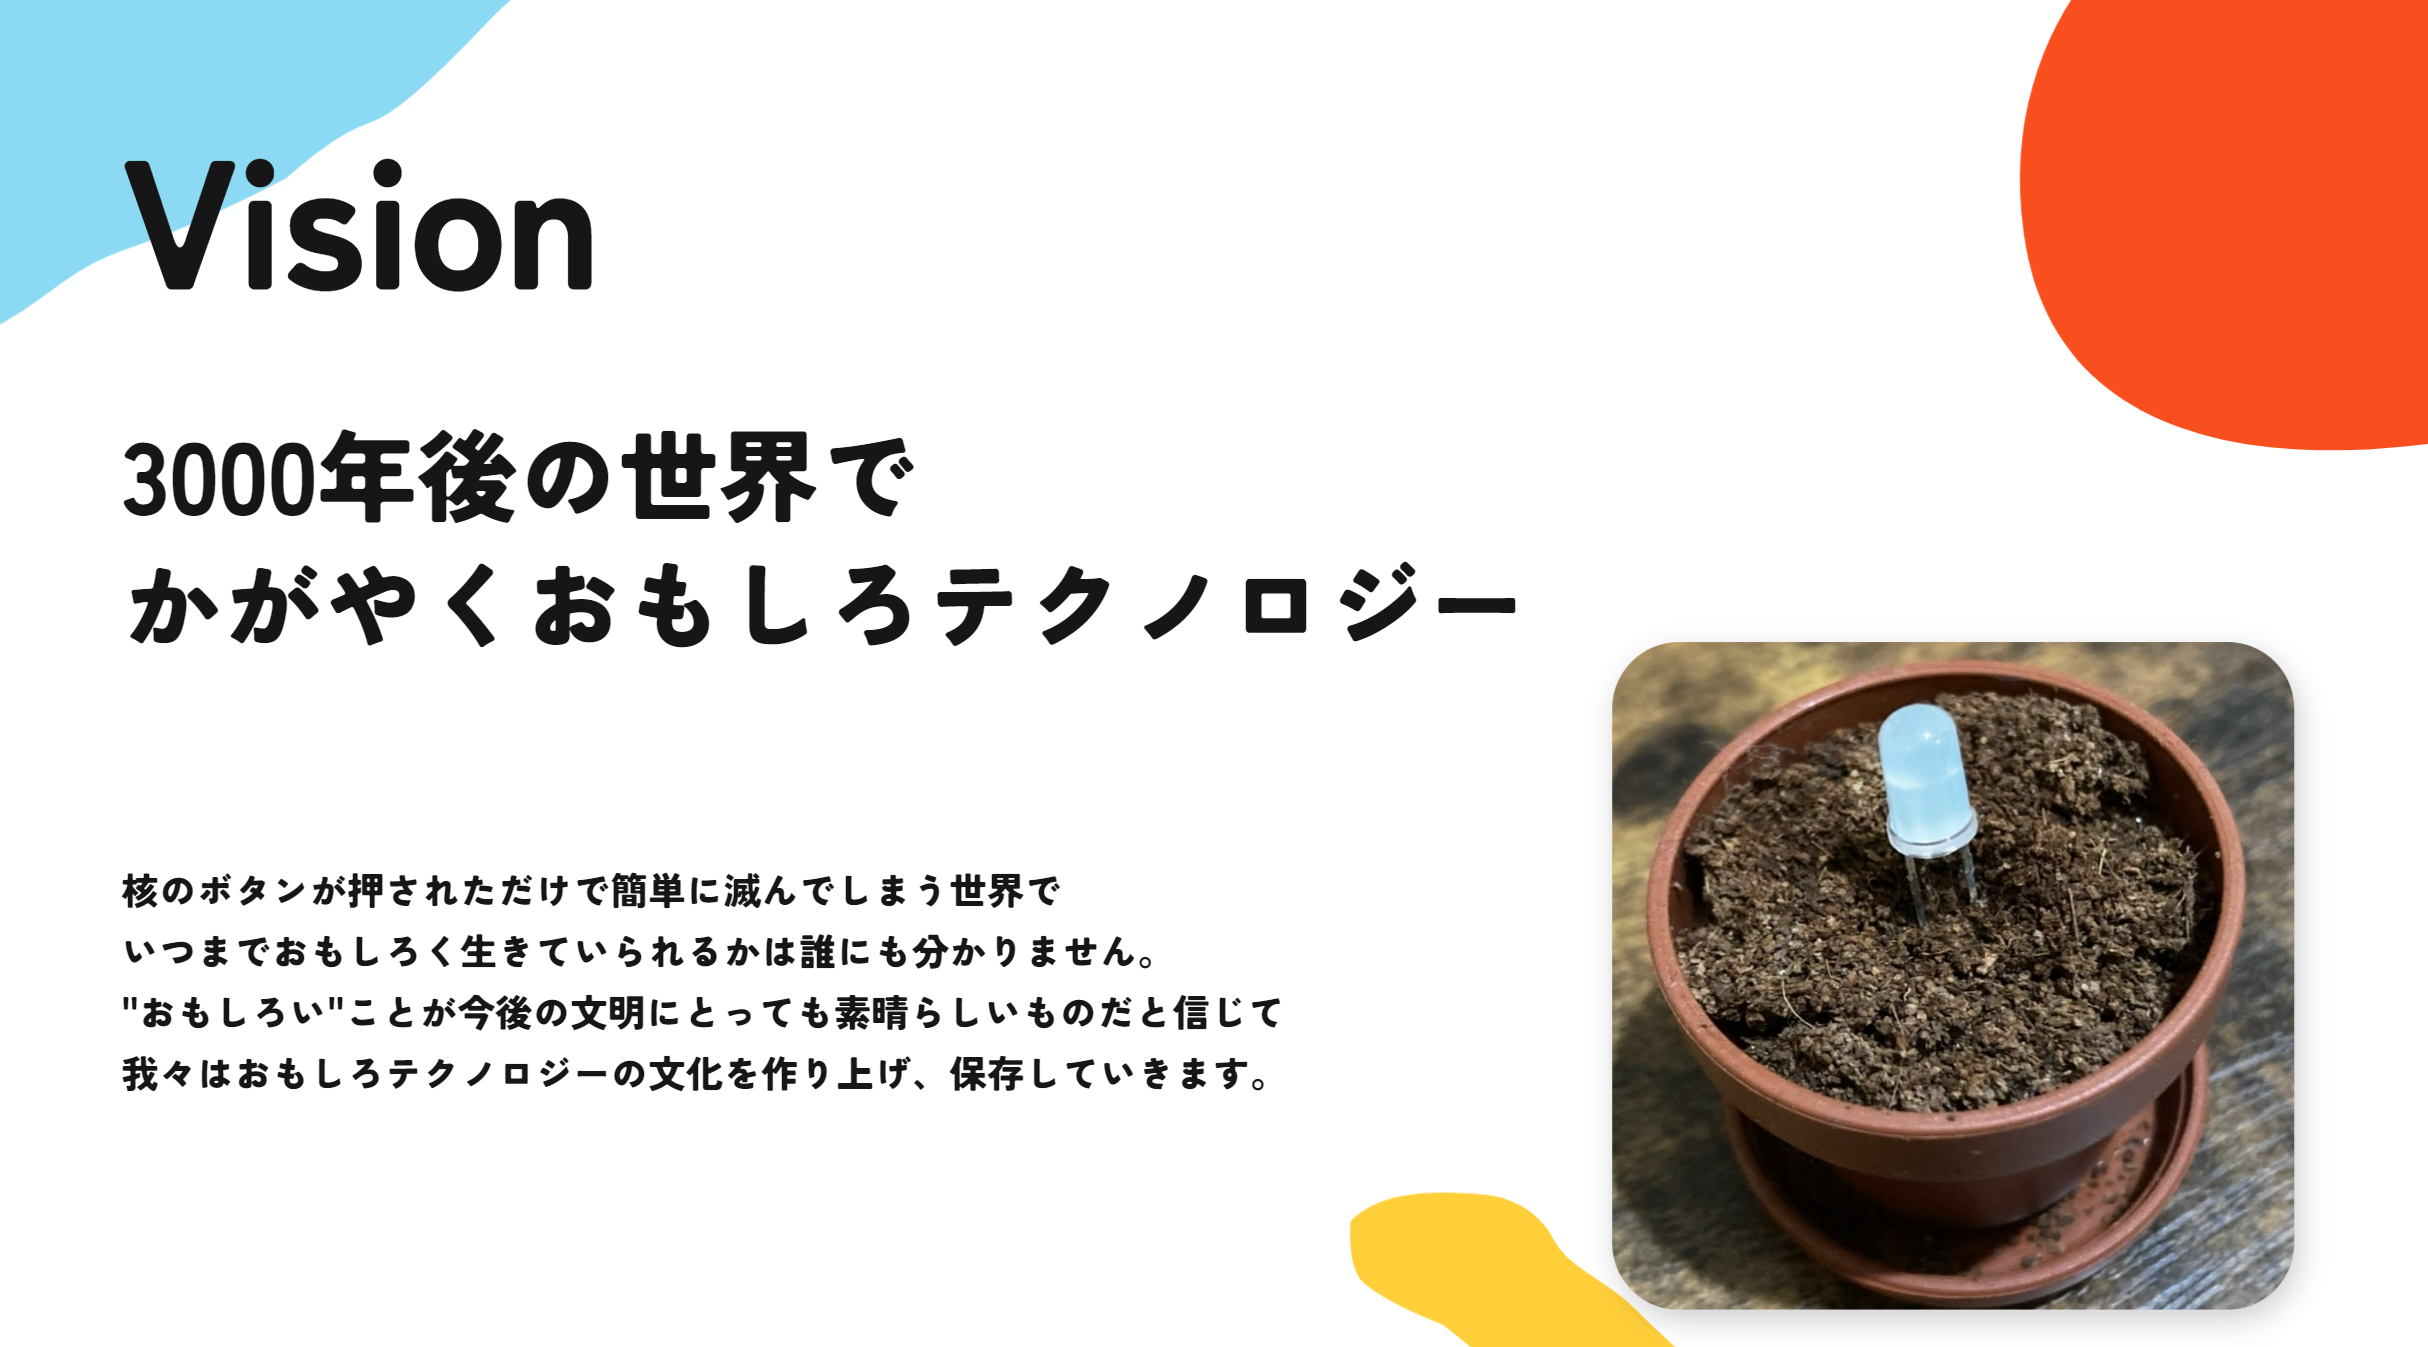 Vision
3000年後の世界で
かがやくおもしろテクノロジー
核のボタンが押されただけで簡単に滅んでしまう世界で
いつまでおもしろく生きていられるかは誰にも分かりません。
"おもしろい"ことが今後の文明にとっても素晴らしいものだと信じて
我々はおもしろテクノロジーの文化を作り上げ、保存していきます。